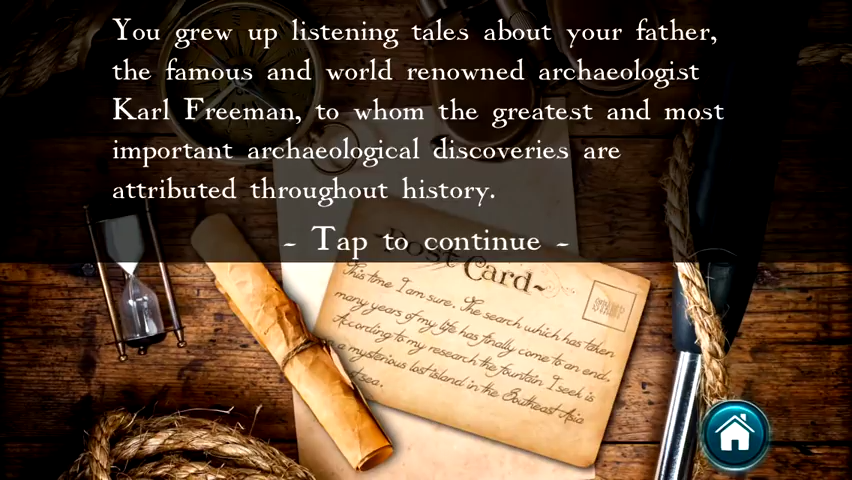 You grew up listening tales about your father,
the famous and world renowned archaeologist
Karl Freeman, to whom the greatest and most
important archaeological discoveries are
attributed throughout history.
~ Tap to continue ~
Post Card~
This time I am sure. The search which has taken
many years of my life has finally come to an end.
According to my research the fountain I seek is
a mysterious lost island in the Southeast Asia
sea.